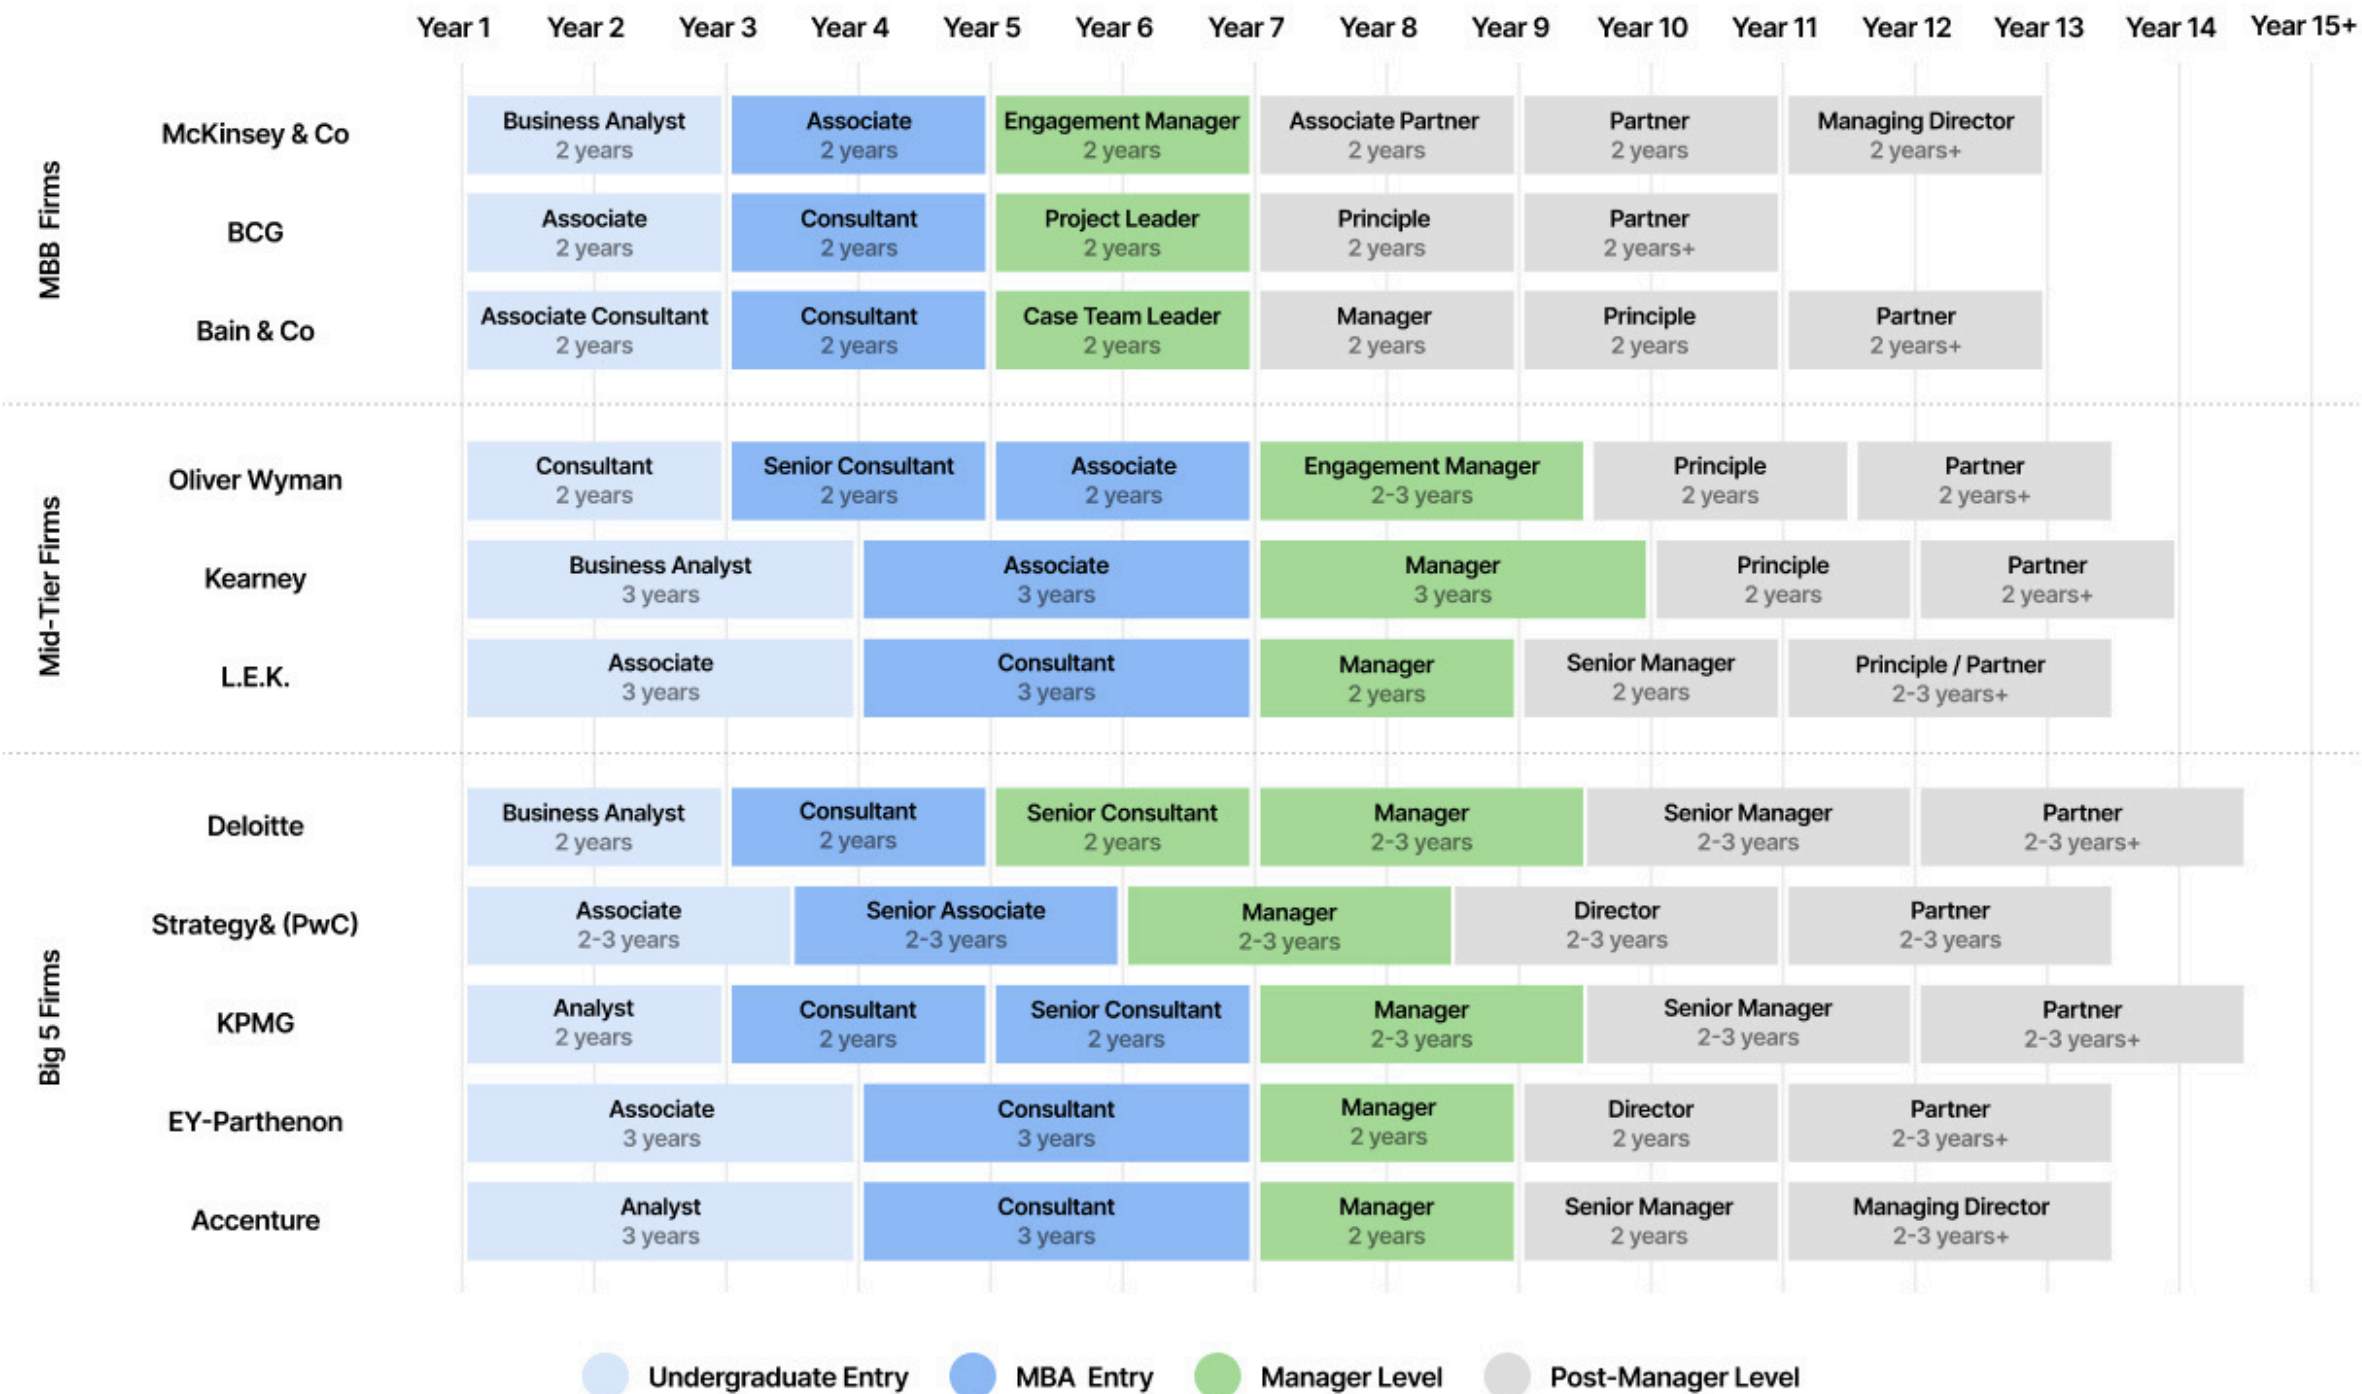 Year 1 Year 2 Year 3 Year 4 Year 5 Year 6 Year 7 Year 8 Year 9 Year 10 Year 11 Year 12 Year 13 Year 14 Year 15+
MBB Firms
McKinsey & Co
Business Analyst
2 years
Associate
2 years
Engagement Manager
2 years
Associate Partner
2 years
Partner
2 years
Managing Director
2 years+
BCG
Associate
2 years
Consultant
2 years
Project Leader
2 years
Principle
2 years
Partner
2 years+
Bain & Co
Associate Consultant
2 years
Consultant
2 years
Case Team Leader
2 years
Manager
2 years
Principle
2 years
Partner
2 years+
Mid-Tier Firms
Oliver Wyman
Consultant
2 years
Senior Consultant
2 years
Associate
2 years
Engagement Manager
2-3 years
Principle
2 years
Partner
2 years+
Kearney
Business Analyst
3 years
Associate
3 years
Manager
3 years
Principle
2 years
Partner
2 years+
L.E.K.
Associate
3 years
Consultant
3 years
Manager
2 years
Senior Manager
2 years
Principle / Partner
2-3 years+
Big 5 Firms
Deloitte
Business Analyst
2 years
Consultant
2 years
Senior Consultant
2 years
Manager
2-3 years
Senior Manager
2-3 years
Partner
2-3 years+
Strategy& (PwC)
Associate
2-3 years
Senior Associate
2-3 years
Manager
2-3 years
Director
2-3 years
Partner
2-3 years
KPMG
Analyst
2 years
Consultant
2 years
Senior Consultant
2 years
Manager
2-3 years
Senior Manager
2-3 years
Partner
2-3 years+
EY-Parthenon
Associate
3 years
Consultant
3 years
Manager
2 years
Director
2 years
Partner
2-3 years+
Accenture
Analyst
3 years
Consultant
3 years
Manager
2 years
Senior Manager
2 years
Managing Director
2-3 years+
Undergraduate Entry
MBA Entry
Manager Level
Post-Manager Level